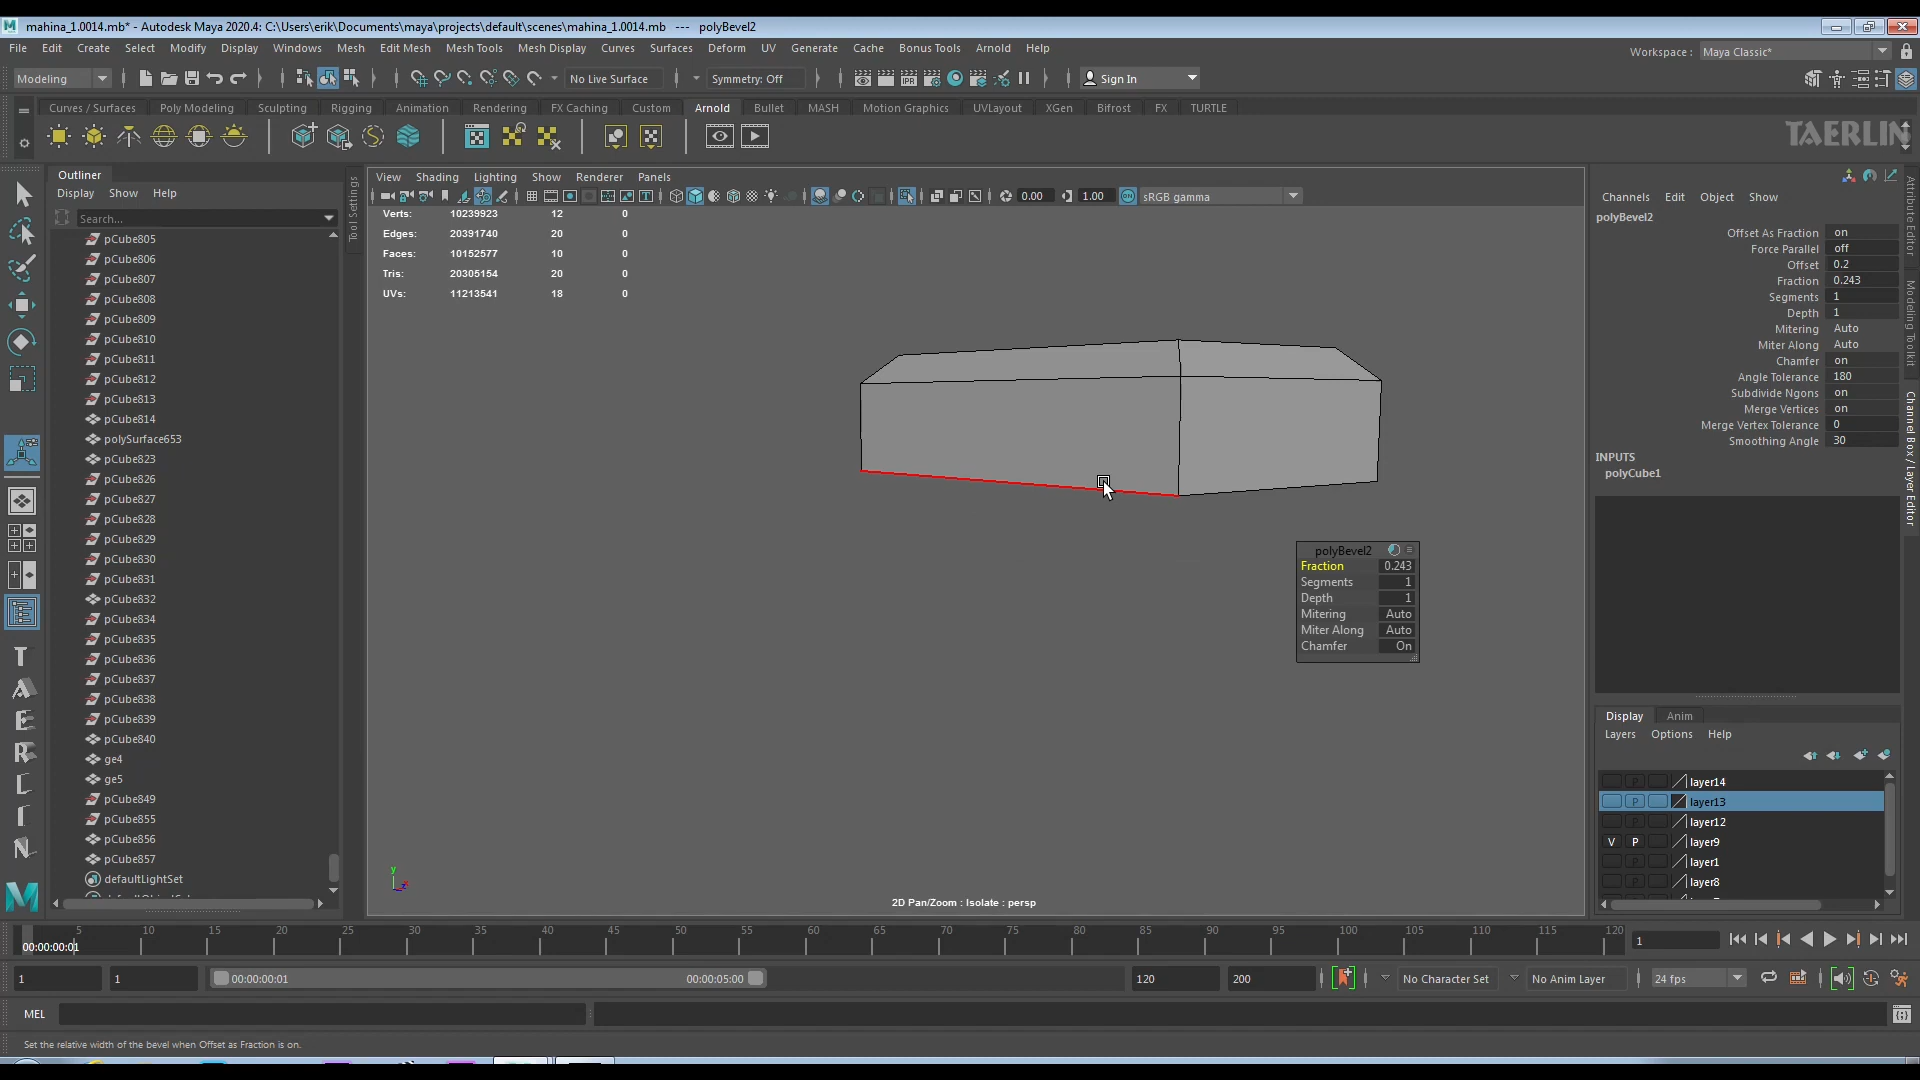 mahina_1.0014.mb* - Autodesk Maya 2020.4: C:\Users\erik\Documents\maya\projects\default\scenes\mahina_1.0014.mb --- polyBevel2
File Edit Create Select Modify Display Windows Mesh Edit Mesh Mesh Tools Mesh Display Curves Surfaces Deform UV Generate Cache Bonus Tools Arnold Help
Workspace : Maya Classic*
Modeling
No Live Surface
Symmetry: Off
IPR
Sign In
Curves / Surfaces Poly Modeling Sculpting Rigging Animation Rendering FX Caching Custom Arnold Bullet MASH Motion Graphics UVLayout XGen Bifrost FX TURTLE
TAERLIN
Outliner
Display Show Help
Search...
pCube805
pCube806
pCube807
pCube808
pCube809
pCube810
pCube811
pCube812
pCube813
pCube814
polySurface653
pCube823
pCube826
pCube827
pCube828
pCube829
pCube830
pCube831
pCube832
pCube834
pCube835
pCube836
pCube837
pCube838
pCube839
pCube840
ge4
ge5
pCube849
pCube855
pCube856
pCube857
defaultLightSet
Tool Settings
View Shading Lighting Show Renderer Panels
0.00
1.00
sRGB gamma
Verts: 10239923 12 0
Edges: 20391740 20 0
Faces: 10152577 10 0
Tris: 20305154 20 0
UVs: 11213541 18 0
polyBevel2
Fraction 0.243
Segments 1
Depth 1
Mitering Auto
Miter Along Auto
Chamfer On
y
2D Pan/Zoom : Isolate : persp
Channels Edit Object Show
polyBevel2
Offset As Fraction on
Force Parallel off
Offset 0.2
Fraction 0.243
Segments 1
Depth 1
Mitering Auto
Miter Along Auto
Chamfer on
Angle Tolerance 180
Subdivide Ngons on
Merge Vertices on
Merge Vertex Tolerance 0
Smoothing Angle 30
INPUTS
polyCube1
Attribute Editor
Modeling Toolkit
Channel Box / Layer Editor
Display Anim
Layers Options Help
P layer14
P layer13
P layer12
V P layer9
P layer1
P layer8
5 10 15 20 25 30 35 40 45 50 55 60 65 70 75 80 85 90 95 100 105 110 115 120
00:00:00:01
1
1
1
00:00:00:01
00:00:05:00
120
200
No Character Set
No Anim Layer
24 fps
MEL
Set the relative width of the bevel when Offset as Fraction is on.